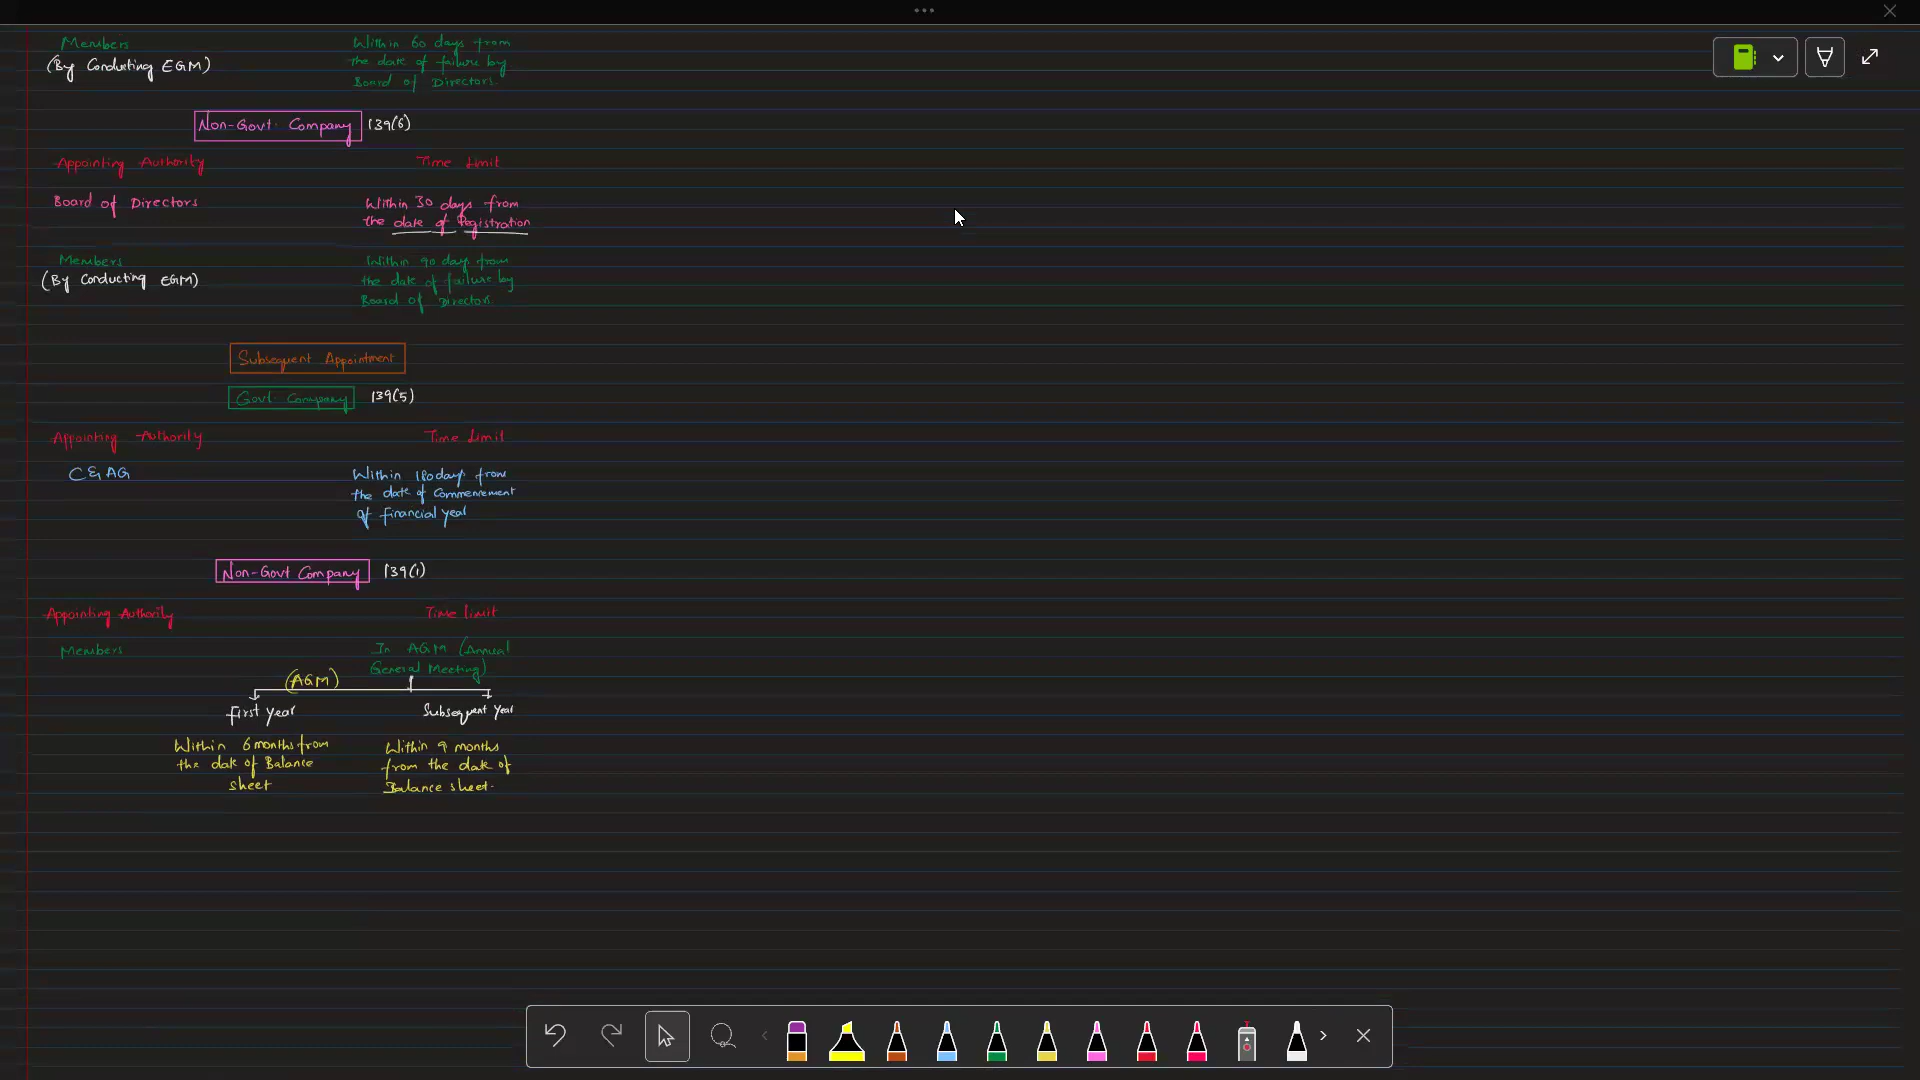 Members
Within 60 days from
the date of failure by
Board of Directors.
(By Conducting EGM)
Non-Govt. Company 139(6)
Appointing Authority Time Limit
Board of Directors
Within 30 days from
the date of Registration
Members
Within 90 days from
the date of failure by
Board of Directors.
(By Conducting EGM)
Subsequent Appointment
Govt. Company 139(5)
Appointing Authority Time Limit
C&AG
Within 180 days from
the date of Commencement
of financial year
Non-Govt Company 139(1)
Appointing Authority Time limit
Members
In AGM (Annual
General Meeting)
(AGM)
First year
Subsequent Year
Within 6 months from
the date of Balance
sheet
Within 9 months
from the date of
Balance sheet.